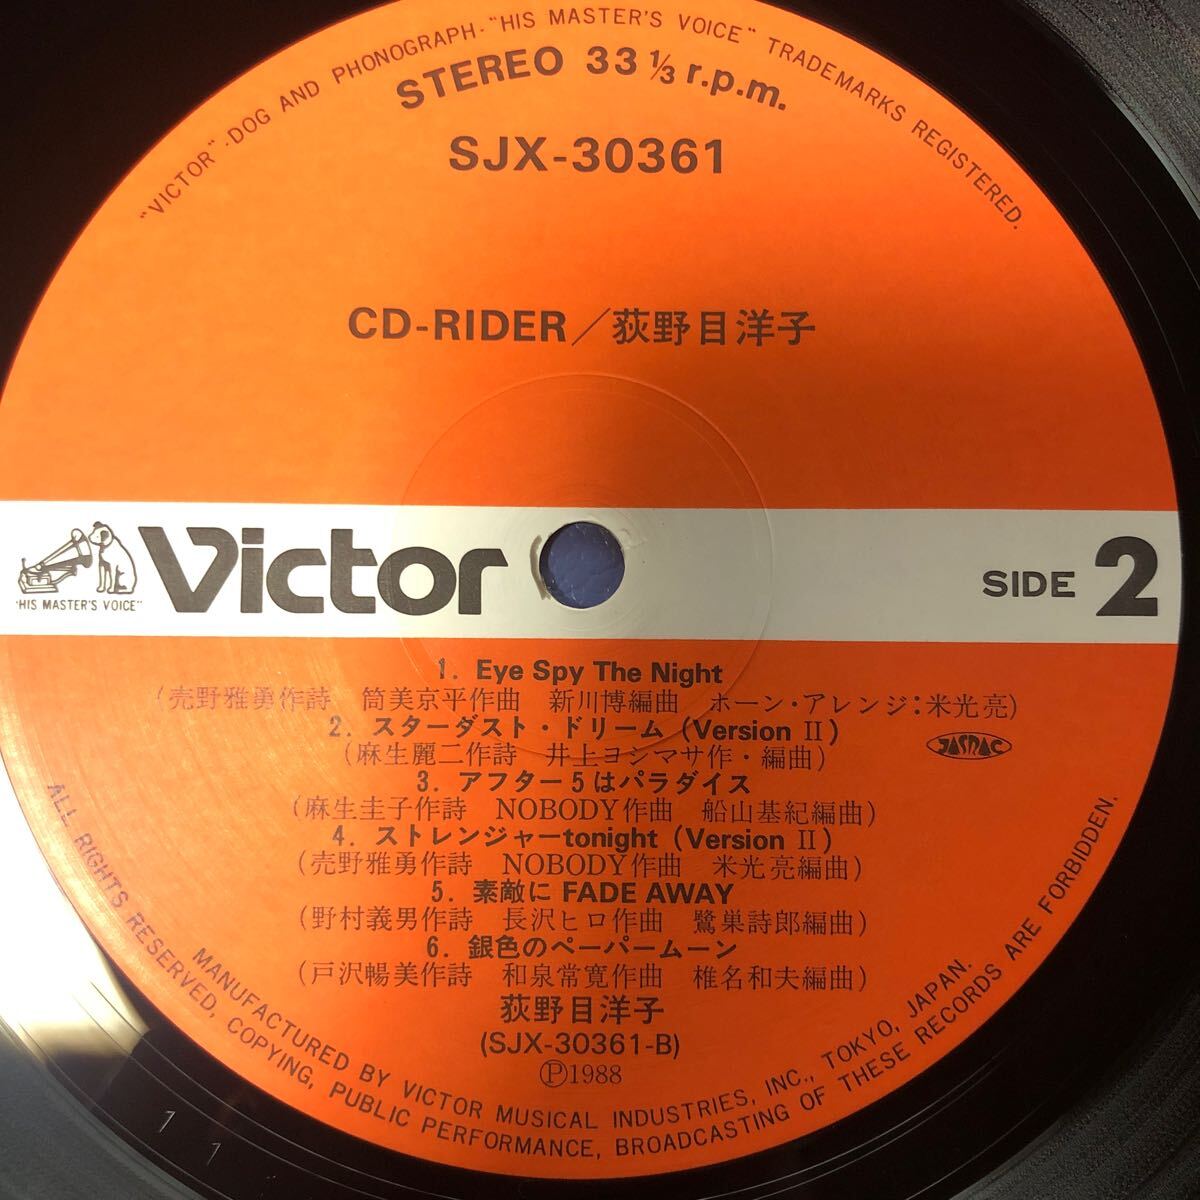 "VICTOR"·DOG AND PHONOGRAPH·"HIS MASTER'S VOICE" TRADEMARKS REGISTERED.
STEREO 33 1/3 r.p.m.
SJX-30361
CD-RIDER／荻野目洋子
Victor
"HIS MASTER'S VOICE"
SIDE 2
1. Eye Spy The Night
(売野雅勇作詩 筒美京平作曲 新川博編曲 ホーン・アレンジ：米光亮)
2. スターダスト・ドリーム (Version II)
(麻生麗二作詩 井上ヨシマサ作・編曲)
JASRAC
3. アフター5はパラダイス
(麻生圭子作詩 NOBODY作曲 船山基紀編曲)
4. ストレンジャーtonight (Version II)
(売野雅勇作詩 NOBODY作曲 米光亮編曲)
5. 素敵に FADE AWAY
(野村義男作詩 長沢ヒロ作曲 鷺巣詩郎編曲)
6. 銀色のペーパームーン
(戸沢暢美作詩 和泉常寛作曲 椎名和夫編曲)
荻野目洋子
(SJX-30361-B)
Ⓟ1988
MANUFACTURED BY VICTOR MUSICAL INDUSTRIES, INC., TOKYO, JAPAN.
ALL RIGHTS RESERVED, COPYING, PUBLIC PERFORMANCE, BROADCASTING OF THESE RECORDS ARE FORBIDDEN.
1 1